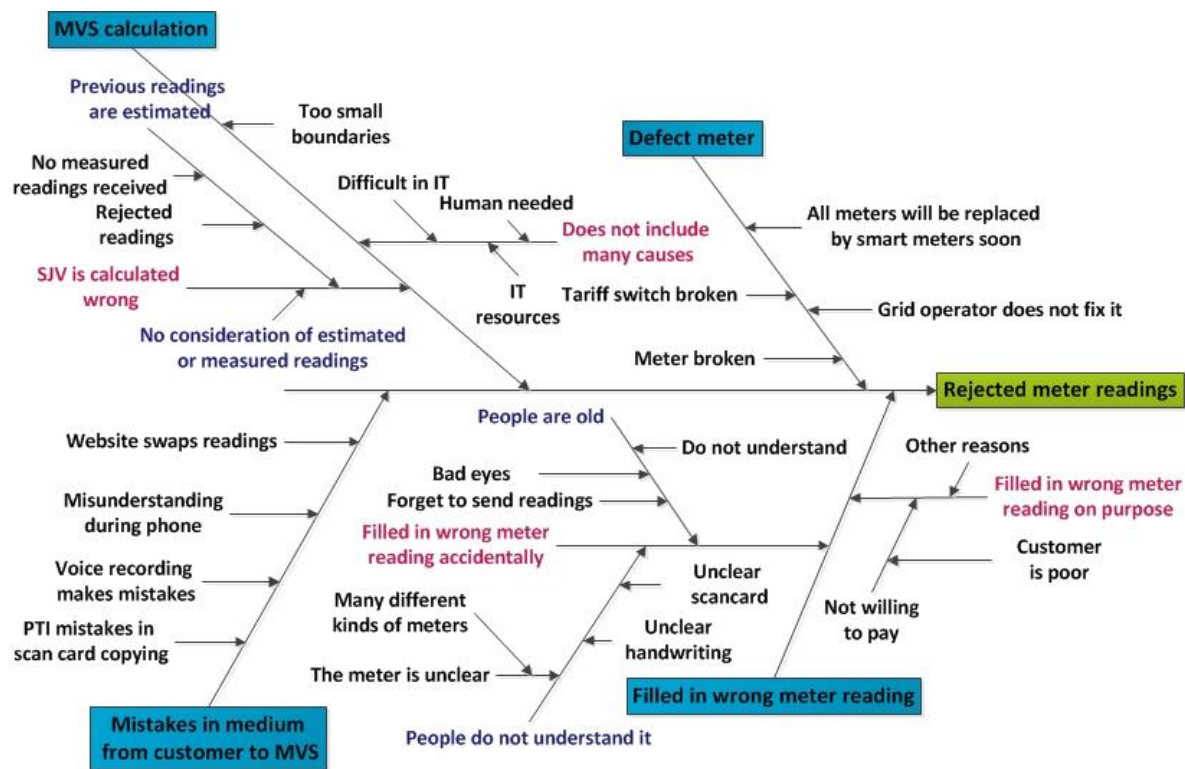 MVS calculation
Previous readings
are estimated
Too small
boundaries
Defect meter
No measured
readings received
Difficult in IT
Human needed
Rejected
readings
Does not include
many causes
All meters will be replaced
by smart meters soon
SJV is calculated
wrong
IT
resources
Tariff switch broken
Grid operator does not fix it
No consideration of estimated
or measured readings
Meter broken
Rejected meter readings
People are old
Website swaps readings
Do not understand
Other reasons
Bad eyes
Forget to send readings
Filled in wrong meter
reading on purpose
Misunderstanding
during phone
Filled in wrong meter
reading accidentally
Customer
is poor
Voice recording
makes mistakes
Unclear
scancard
Many different
kinds of meters
Not willing
to pay
PTI mistakes in
scan card copying
Unclear
handwriting
The meter is unclear
Filled in wrong meter reading
Mistakes in medium
from customer to MVS
People do not understand it